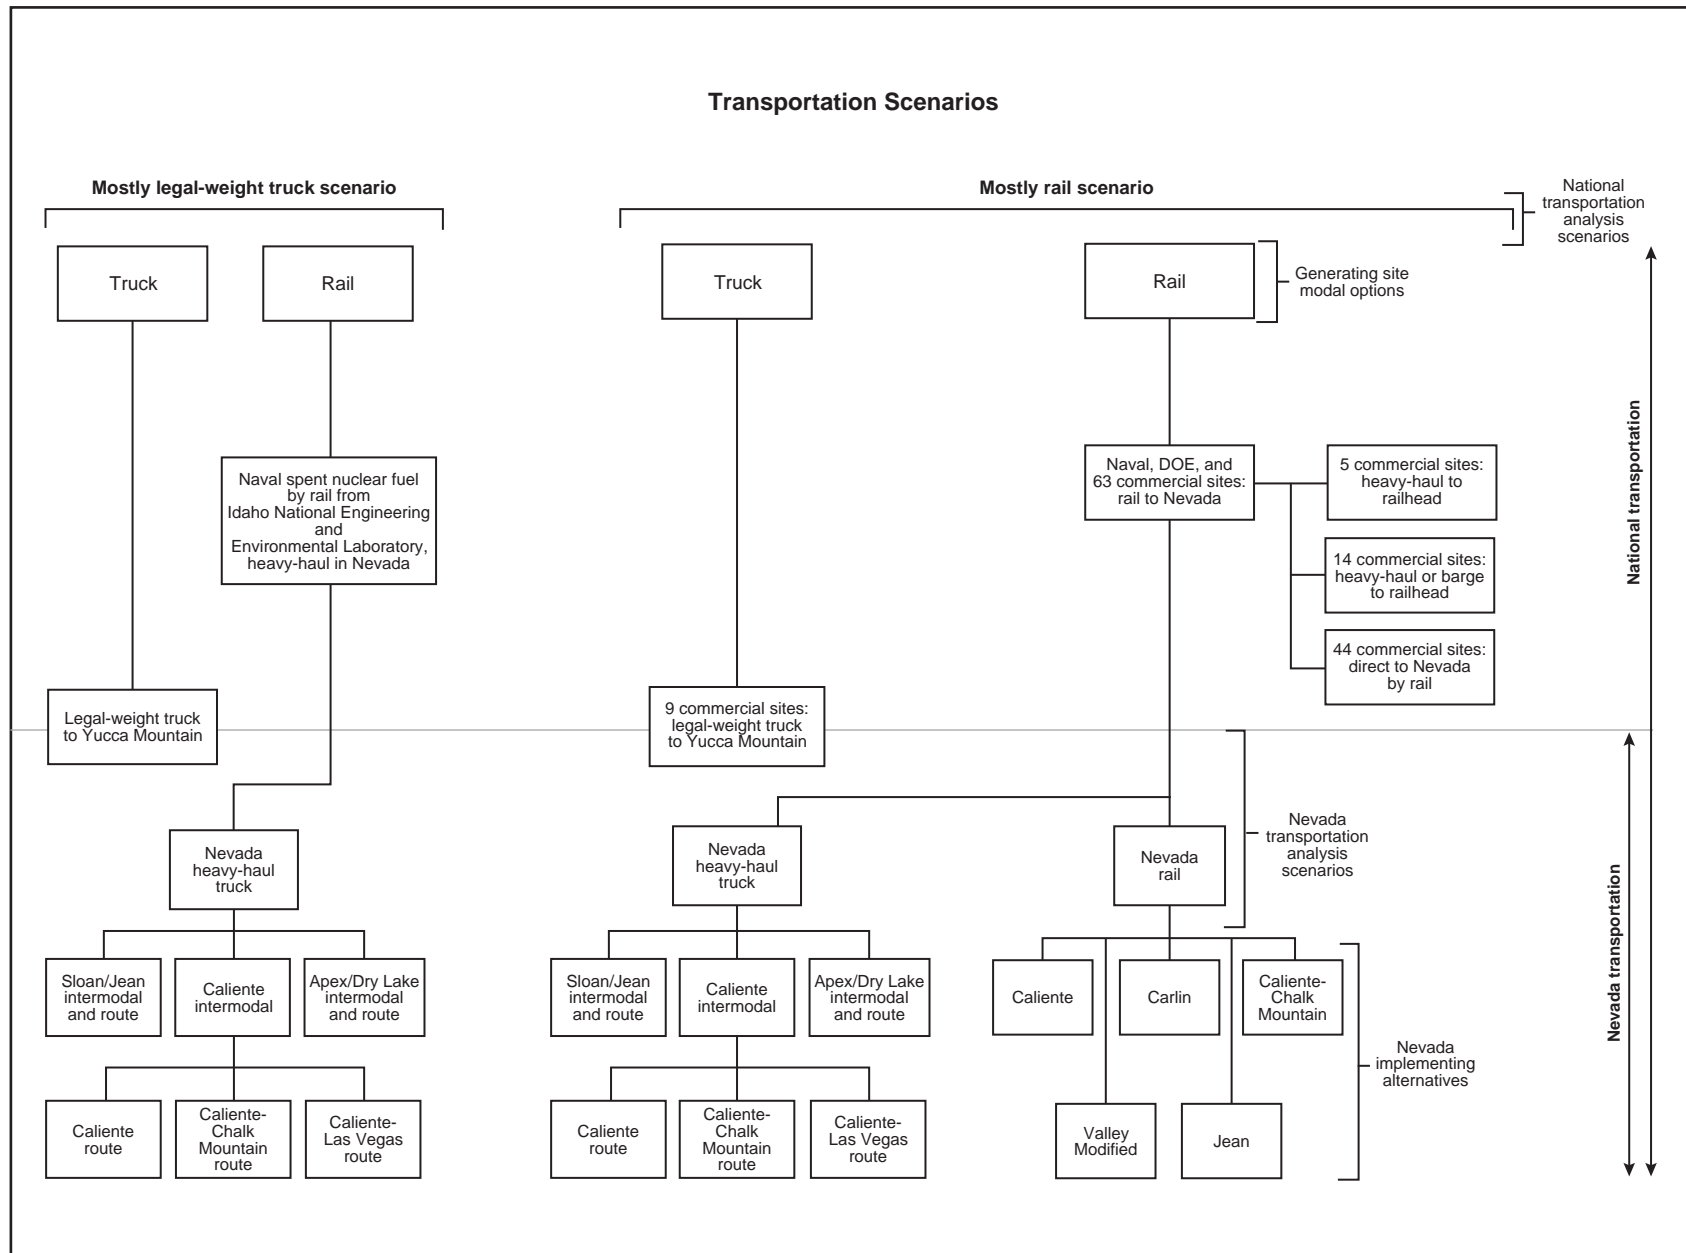 Transportation Scenarios
Mostly legal-weight truck scenario
Mostly rail scenario
National
transportation
analysis
scenarios
Truck
Rail
Truck
Rail
Generating site
modal options
Naval spent nuclear fuel
by rail from
Idaho National Engineering
and
Environmental Laboratory,
heavy-haul in Nevada
Naval, DOE, and
63 commercial sites:
rail to Nevada
5 commercial sites:
heavy-haul to
railhead
14 commercial sites:
heavy-haul or barge
to railhead
44 commercial sites:
direct to Nevada
by rail
National transportation
Legal-weight truck
to Yucca Mountain
9 commercial sites:
legal-weight truck
to Yucca Mountain
Nevada
heavy-haul
truck
Nevada
heavy-haul
truck
Nevada
rail
Nevada
transportation
analysis
scenarios
Nevada transportation
Sloan/Jean
intermodal
and route
Caliente
intermodal
Apex/Dry Lake
intermodal
and route
Sloan/Jean
intermodal
and route
Caliente
intermodal
Apex/Dry Lake
intermodal
and route
Caliente
Carlin
Caliente-
Chalk
Mountain
Nevada
implementing
alternatives
Caliente
route
Caliente-
Chalk
Mountain
route
Caliente-
Las Vegas
route
Caliente
route
Caliente-
Chalk
Mountain
route
Caliente-
Las Vegas
route
Valley
Modified
Jean